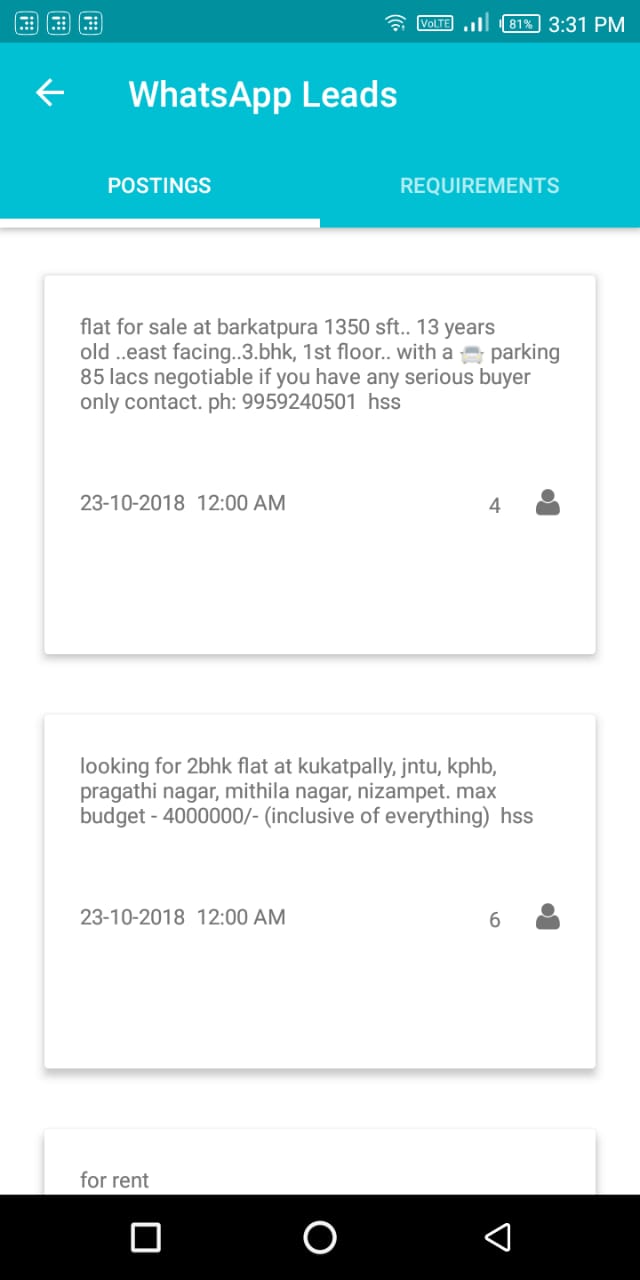 VoLTE 81% 3:31 PM
WhatsApp Leads
POSTINGS REQUIREMENTS
flat for sale at barkatpura 1350 sft.. 13 years
old ..east facing..3.bhk, 1st floor.. with a 🚘 parking
85 lacs negotiable if you have any serious buyer
only contact. ph: 9959240501  hss
23-10-2018  12:00 AM 4
looking for 2bhk flat at kukatpally, jntu, kphb,
pragathi nagar, mithila nagar, nizampet. max
budget - 4000000/- (inclusive of everything)  hss
23-10-2018  12:00 AM 6
for rent